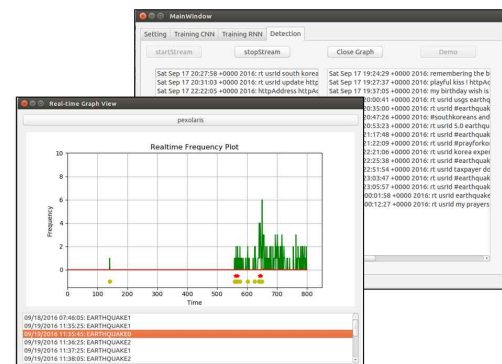 MainWindow
Setting Training CNN Training RNN Detection
startStream stopStream Close Graph Demo
Sat Sep 17 20:27:58 +0000 2016: rt usrId south korea
Sat Sep 17 20:31:03 +0000 2016: rt usrId update http
Sat Sep 17 22:22:05 +0000 2016: httpAddress httpAd
Sat Sep 17 19:24:29 +0000 2016: remembering the b
Sat Sep 17 19:37:27 +0000 2016: playful kiss ! httpAc
Sat Sep 17 19:37:05 +0000 2016: my birthday wish is
20:00:41 +0000 2016: rt usrId usgs earthq
20:35:00 +0000 2016: rt usrId #earthquak
20:47:26 +0000 2016: #southkoreans and
20:53:23 +0000 2016: 5.0 earthqu
21:17:48 +0000 2016: rt usrId #earthquak
21:22:09 +0000 2016: rt usrId #prayforkor
22:21:06 +0000 2016: rt usrId korea exper
22:25:38 +0000 2016: rt usrId #earthquak
22:51:54 +0000 2016: rt usrId taxpayer do
23:03:47 +0000 2016: rt usrId #earthquak
23:05:57 +0000 2016: rt usrId #earthquak
00:01:58 +0000 2016: rt usrId earthquake
00:12:27 +0000 2016: rt usrId my prayers
Real-time Graph View
pexolaris
Realtime Frequency Plot
Frequency
10
8
6
4
2
0
0 100 200 300 400 500 600 700 800
Time
09/18/2016 07:46:05: EARTHQUAKE1
09/19/2016 11:35:25: EARTHQUAKE1
09/19/2016 11:35:45: EARTHQUAKE0
09/19/2016 11:36:25: EARTHQUAKE2
09/19/2016 11:37:25: EARTHQUAKE1
09/19/2016 11:38:05: EARTHQUAKE2